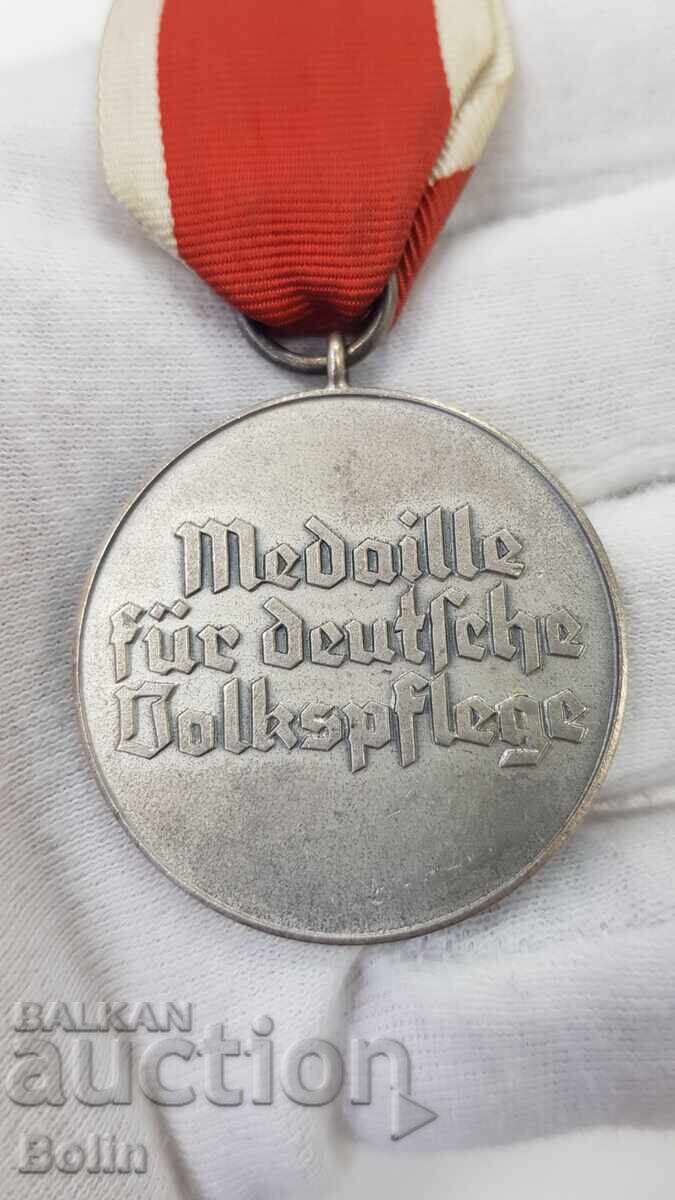 Medaille
für deutſche
Volkspflege
BALKAN
auction
Bolin